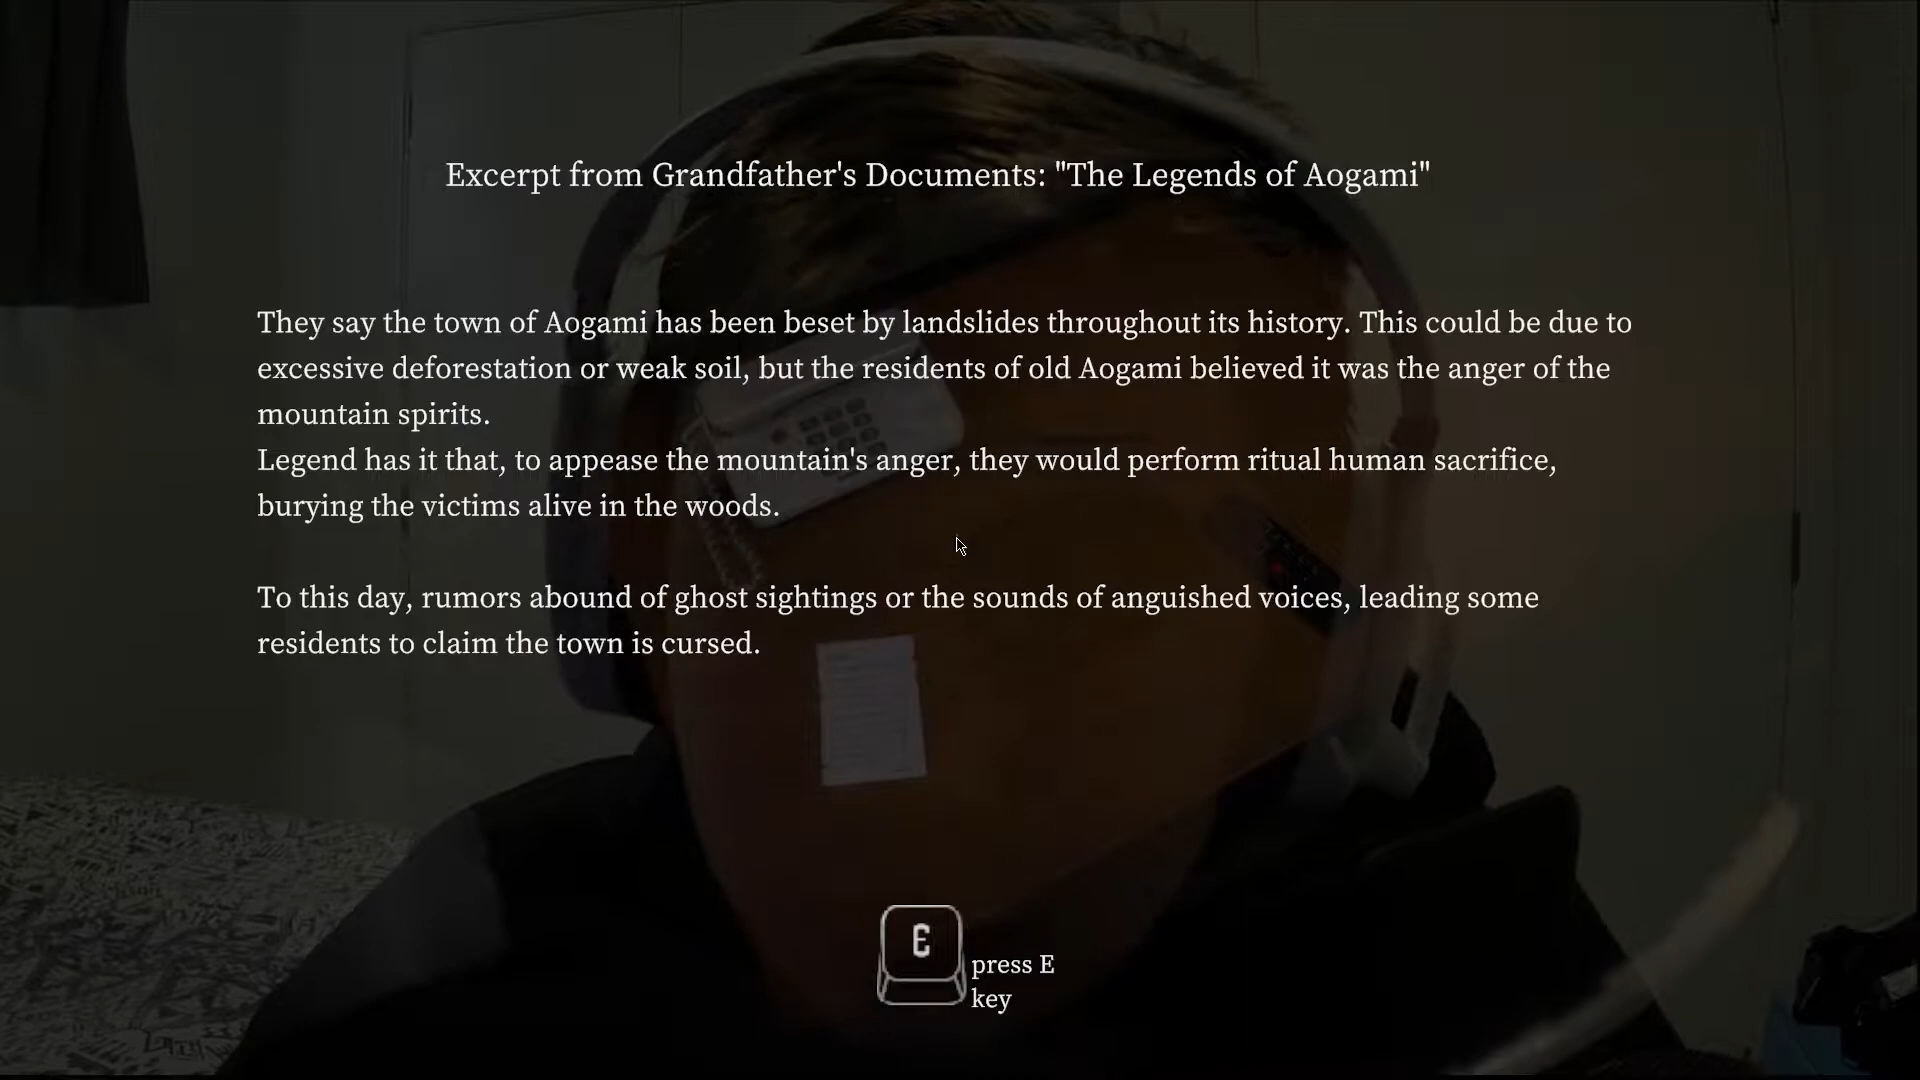 Excerpt from Grandfather's Documents: "The Legends of Aogami"
They say the town of Aogami has been beset by landslides throughout its history. This could be due to
excessive deforestation or weak soil, but the residents of old Aogami believed it was the anger of the
mountain spirits.
Legend has it that, to appease the mountain's anger, they would perform ritual human sacrifice,
burying the victims alive in the woods.
To this day, rumors abound of ghost sightings or the sounds of anguished voices, leading some
residents to claim the town is cursed.
E
press E
key